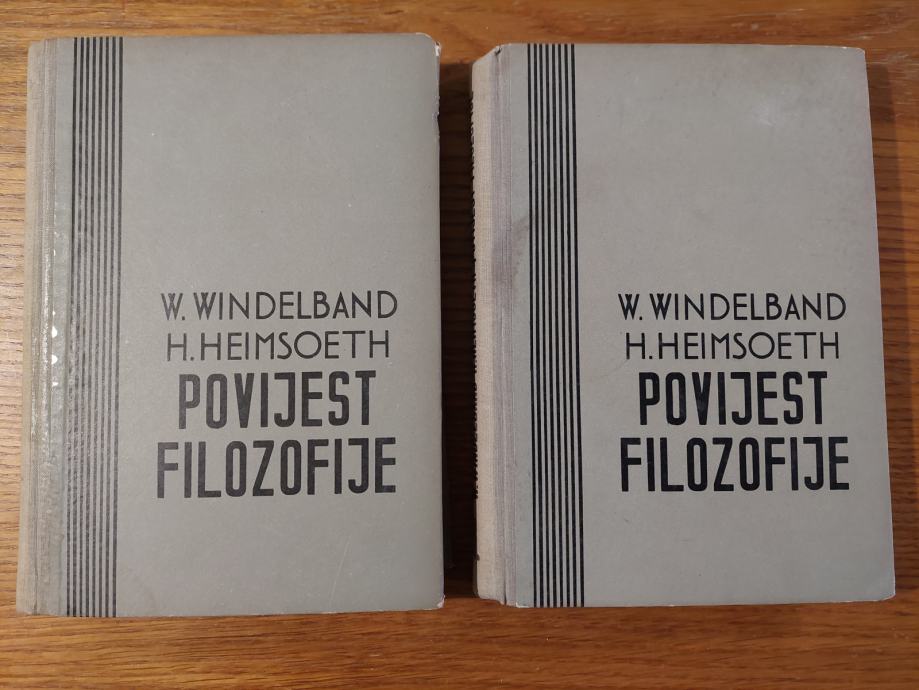 W. WINDELBAND
H. HEIMSOETH
POVIJEST
FILOZOFIJE
W. WINDELBAND
H. HEIMSOETH
POVIJEST
FILOZOFIJE